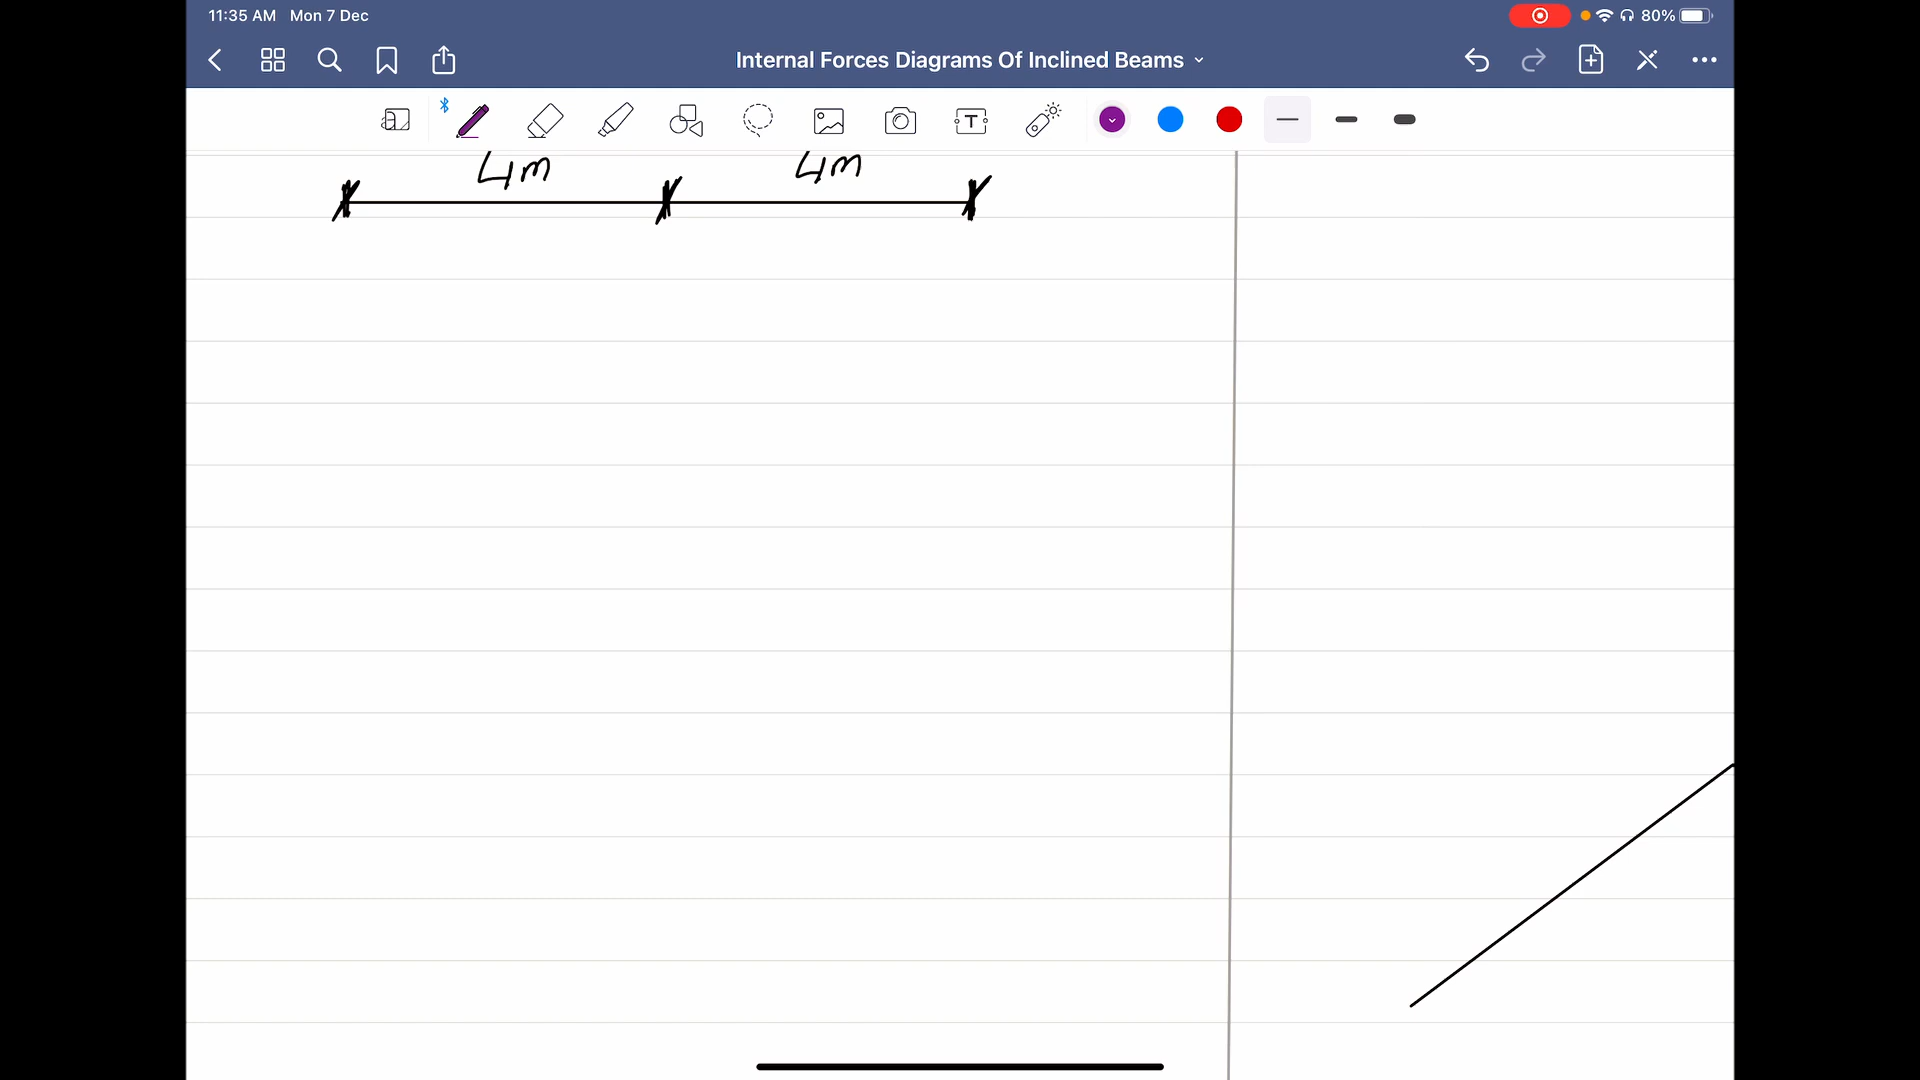 11:35 AM Mon 7 Dec 80%
Internal Forces Diagrams Of Inclined Beams
a T
4m 4m